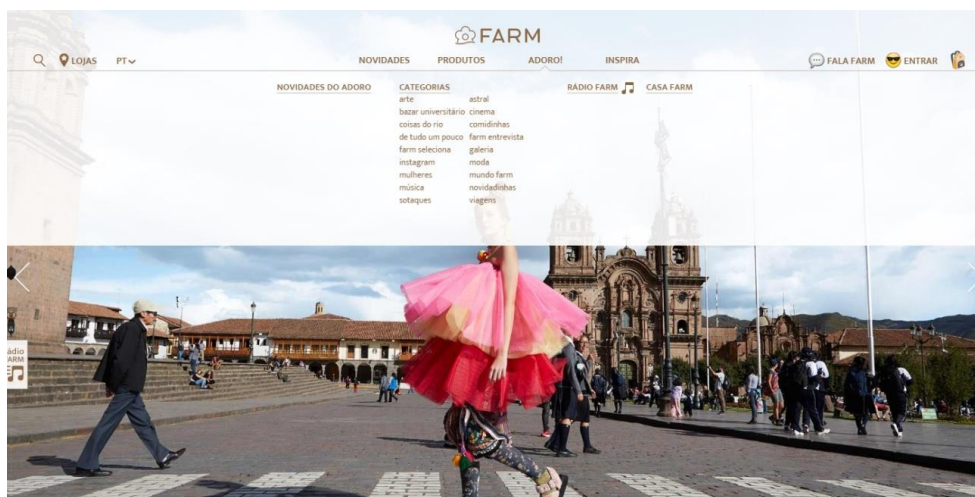 FARM
LOJAS PT
NOVIDADES PRODUTOS ADORO! INSPIRA
FALA FARM ENTRAR
NOVIDADES DO ADORO
CATEGORIAS
arte astral
bazar universitário cinema
coisas do rio comidinhas
de tudo um pouco farm entrevista
farm seleciona galeria
instagram moda
mulheres mundo farm
música novidadinhas
sotaques viagens
RÁDIO FARM CASA FARM
ádio
FARM